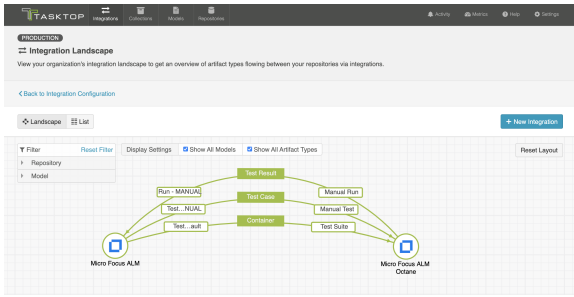 TASKTOP
Integrations
Collections
Models
Repositories
Activity
Metrics
Help
Settings
PRODUCTION
Integration Landscape
View your organization's integration landscape to get an overview of artifact types flowing between your repositories via integrations.
Back to Integration Configuration
Landscape
List
+ New Integration
Filter
Reset Filter
Display Settings
Show All Models
Show All Artifact Types
Reset Layout
Repository
Model
Test Result
Run - MANUAL
Manual Run
Test Case
Test...NUAL
Manual Test
Container
Test...ault
Test Suite
Micro Focus ALM
Micro Focus ALM
Octane